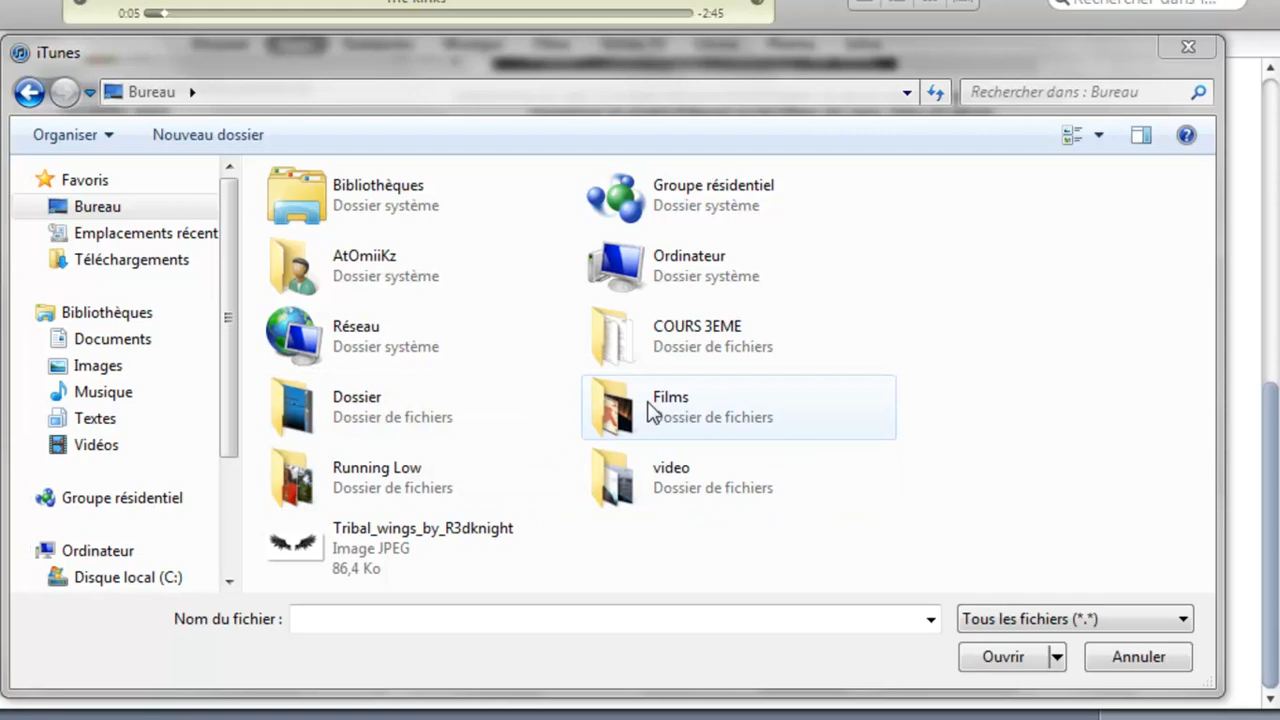 0:05
-2:45
iTunes
Bureau
Rechercher dans : Bureau
Organiser
Nouveau dossier
Favoris
Bureau
Emplacements récent
Téléchargements
Bibliothèques
Documents
Images
Musique
Textes
Vidéos
Groupe résidentiel
Ordinateur
Disque local (C:)
Bibliothèques
Dossier système
Groupe résidentiel
Dossier système
AtOmiiKz
Dossier système
Ordinateur
Dossier système
Réseau
Dossier système
COURS 3EME
Dossier de fichiers
Dossier
Dossier de fichiers
Films
Dossier de fichiers
Running Low
Dossier de fichiers
video
Dossier de fichiers
Tribal_wings_by_R3dknight
Image JPEG
86,4 Ko
Nom du fichier :
Tous les fichiers (*.*)
Ouvrir
Annuler